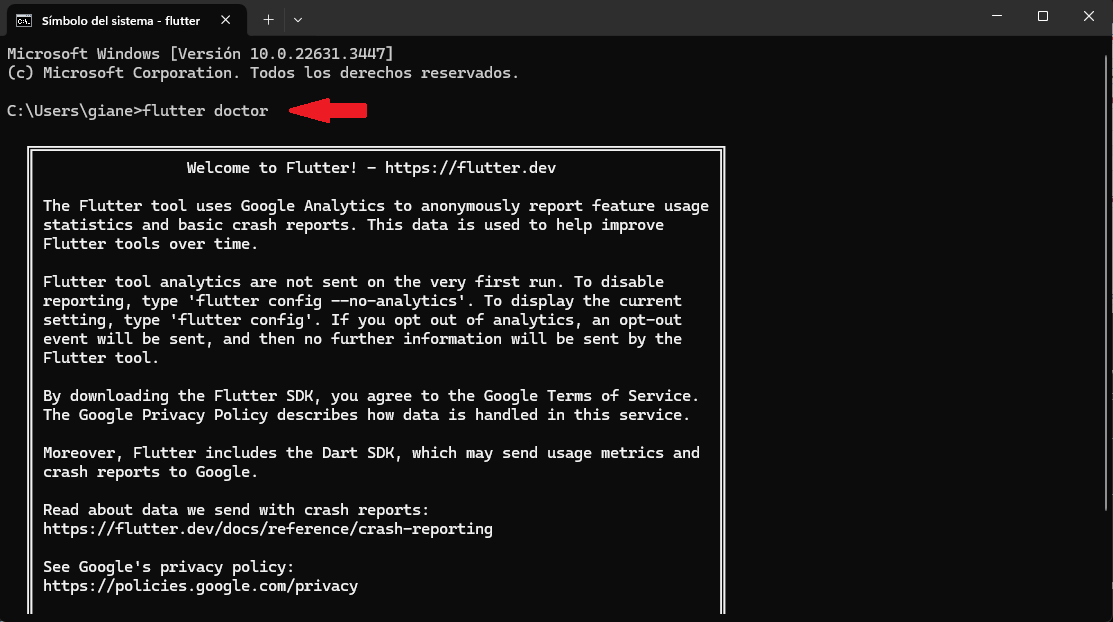 Símbolo del sistema - flutter
Microsoft Windows [Versión 10.0.22631.3447]
(c) Microsoft Corporation. Todos los derechos reservados.
C:\Users\giane>flutter doctor
Welcome to Flutter! - https://flutter.dev
The Flutter tool uses Google Analytics to anonymously report feature usage
statistics and basic crash reports. This data is used to help improve
Flutter tools over time.
Flutter tool analytics are not sent on the very first run. To disable
reporting, type 'flutter config --no-analytics'. To display the current
setting, type 'flutter config'. If you opt out of analytics, an opt-out
event will be sent, and then no further information will be sent by the
Flutter tool.
By downloading the Flutter SDK, you agree to the Google Terms of Service.
The Google Privacy Policy describes how data is handled in this service.
Moreover, Flutter includes the Dart SDK, which may send usage metrics and
crash reports to Google.
Read about data we send with crash reports:
https://flutter.dev/docs/reference/crash-reporting
See Google's privacy policy:
https://policies.google.com/privacy